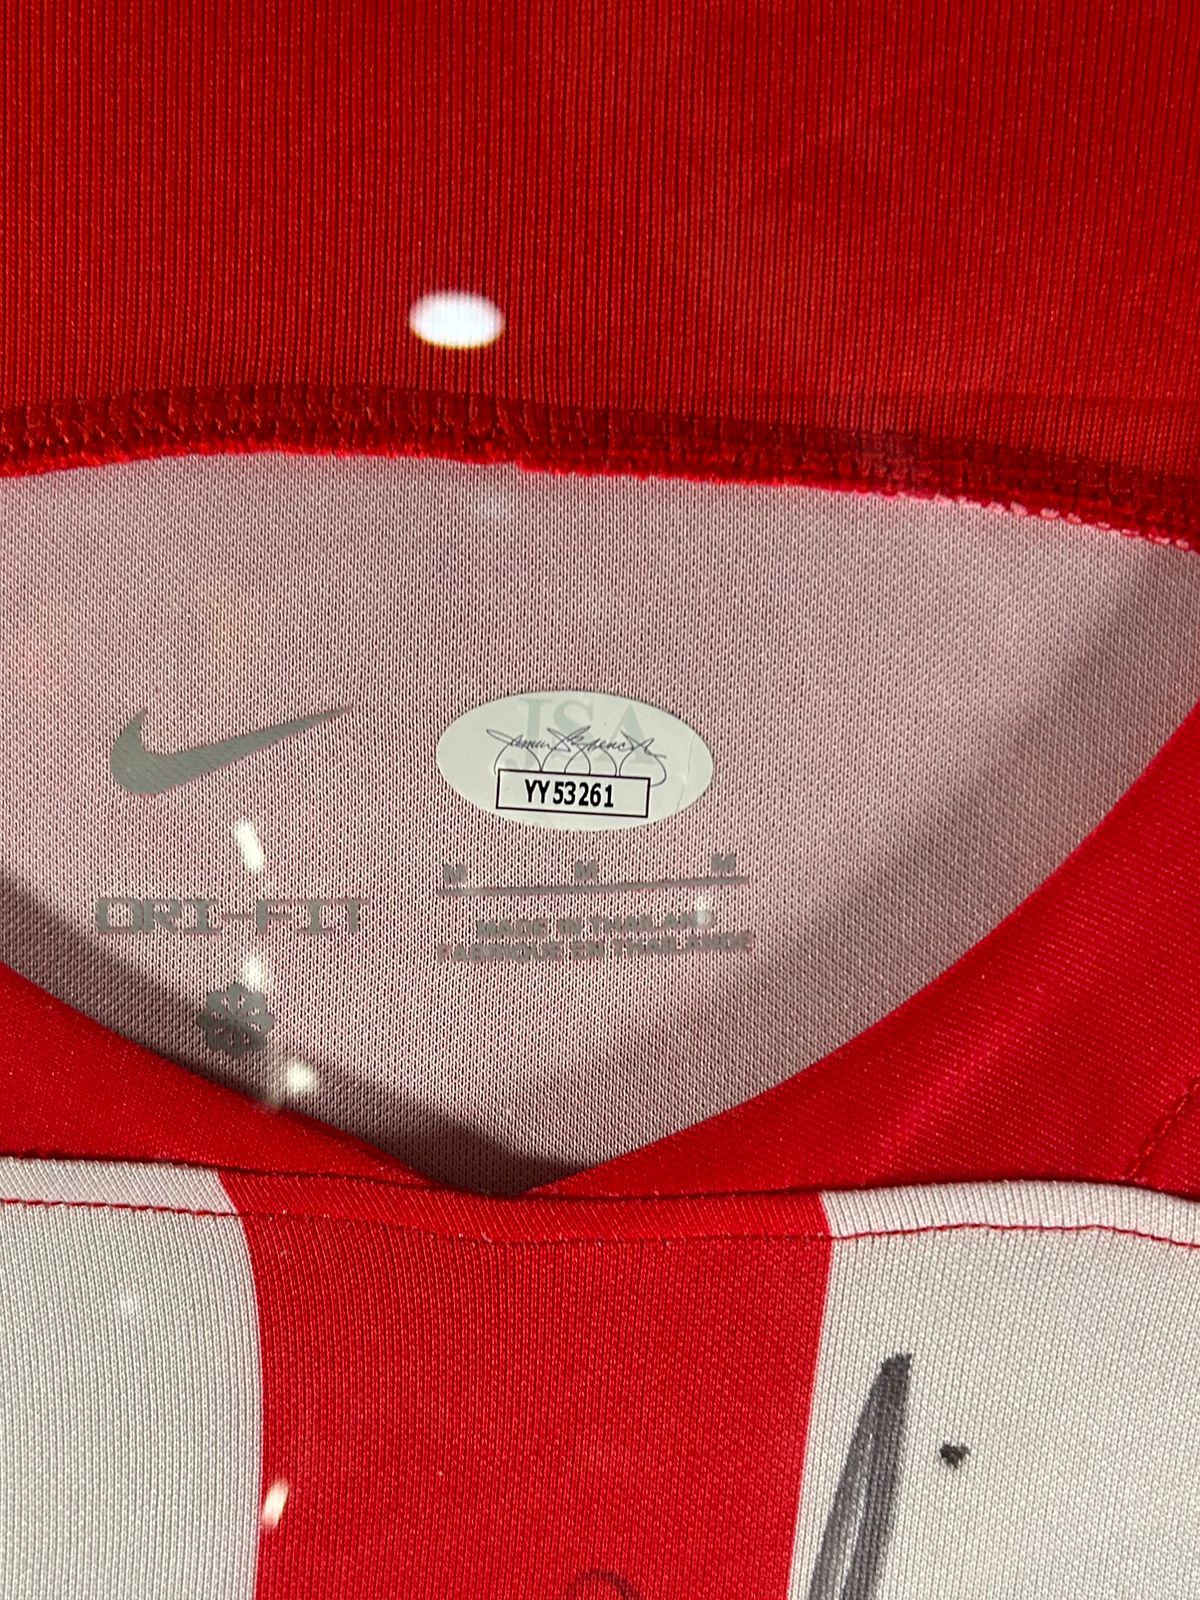 JSA
YY53261
DRI-FIT
M M M
MADE IN THAILAND
FABRIQUÉ EN THAÏLANDE